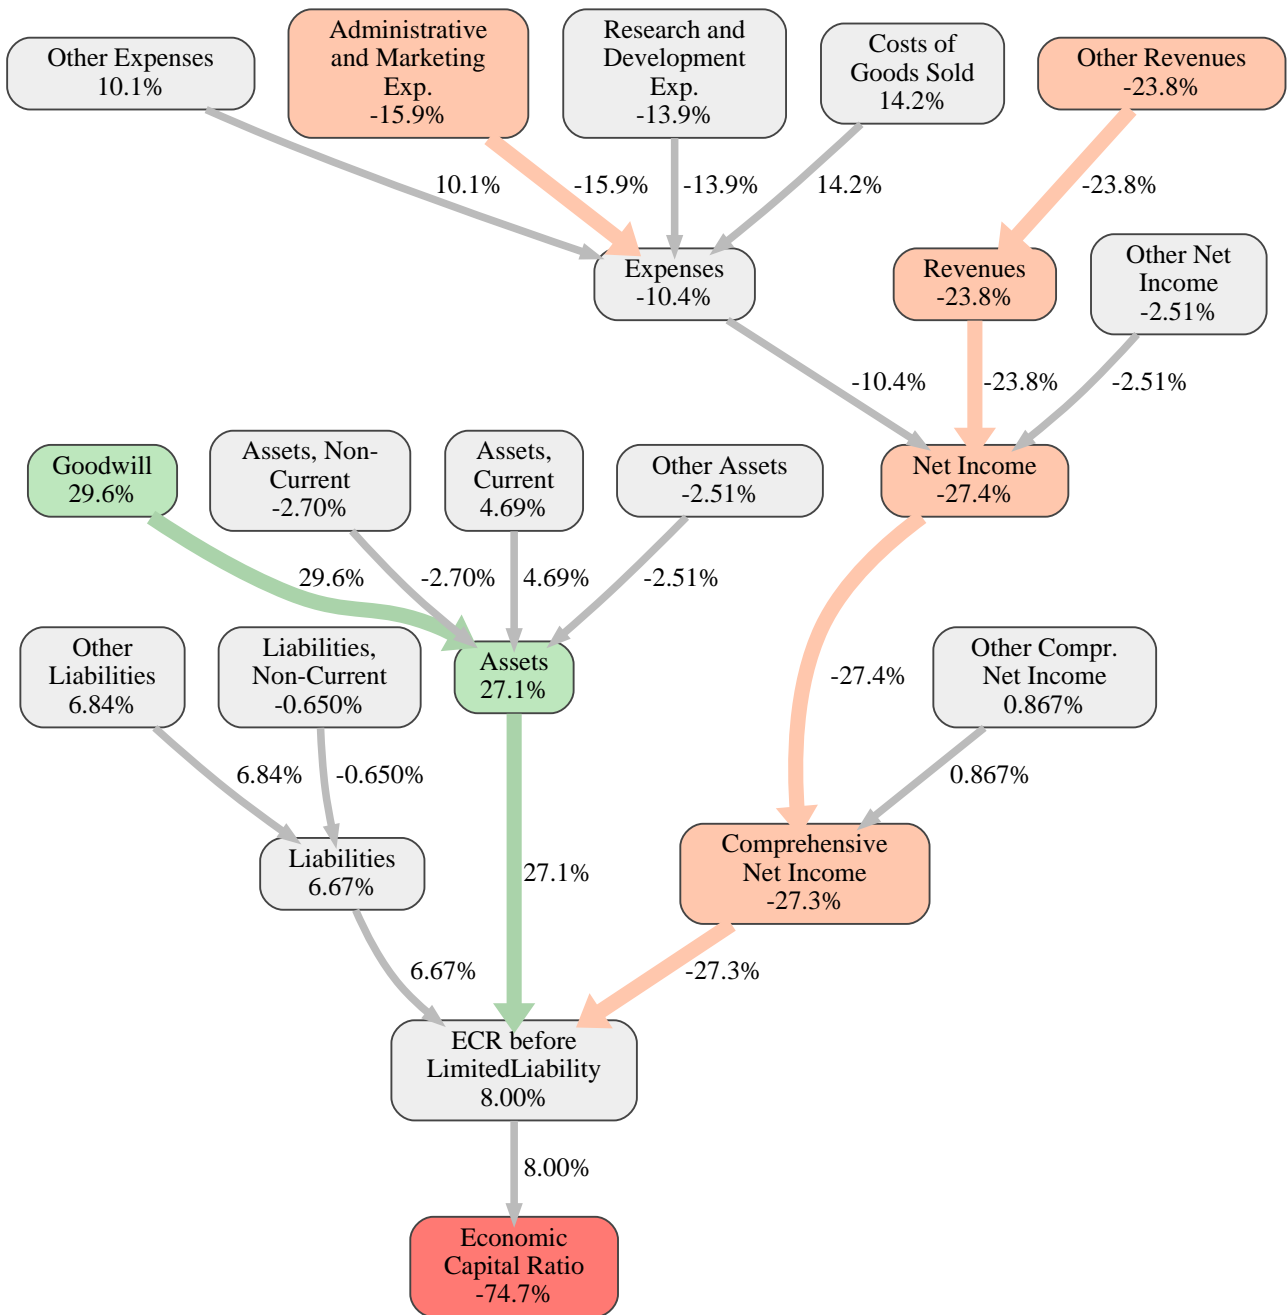 Other Expenses
10.1%
Administrative
and Marketing
Exp.
-15.9%
Research and
Development
Exp.
-13.9%
Costs of
Goods Sold
14.2%
Other Revenues
-23.8%
10.1%
-15.9%
-13.9%
14.2%
-23.8%
Expenses
-10.4%
Revenues
-23.8%
Other Net
Income
-2.51%
-10.4%
-23.8%
-2.51%
Goodwill
29.6%
Assets, Non-
Current
-2.70%
Assets,
Current
4.69%
Other Assets
-2.51%
Net Income
-27.4%
29.6%
-2.70%
4.69%
-2.51%
Other
Liabilities
6.84%
Liabilities,
Non-Current
-0.650%
Assets
27.1%
-27.4%
Other Compr.
Net Income
0.867%
6.84%
-0.650%
0.867%
Liabilities
6.67%
27.1%
Comprehensive
Net Income
-27.3%
6.67%
-27.3%
ECR before
LimitedLiability
8.00%
8.00%
Economic
Capital Ratio
-74.7%